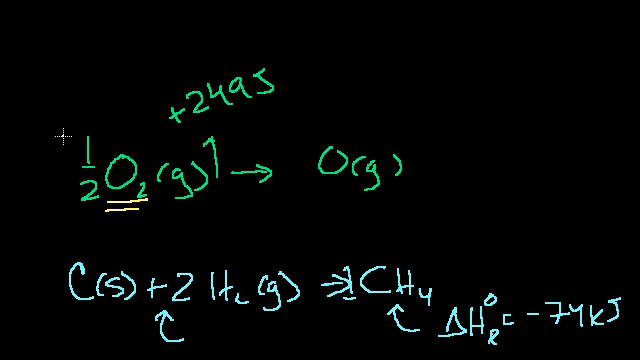 +249J
1/2 O₂(g) → O(g)
C(s) + 2 H₂(g) → 1CH₄
ΔH°R = -74kJ